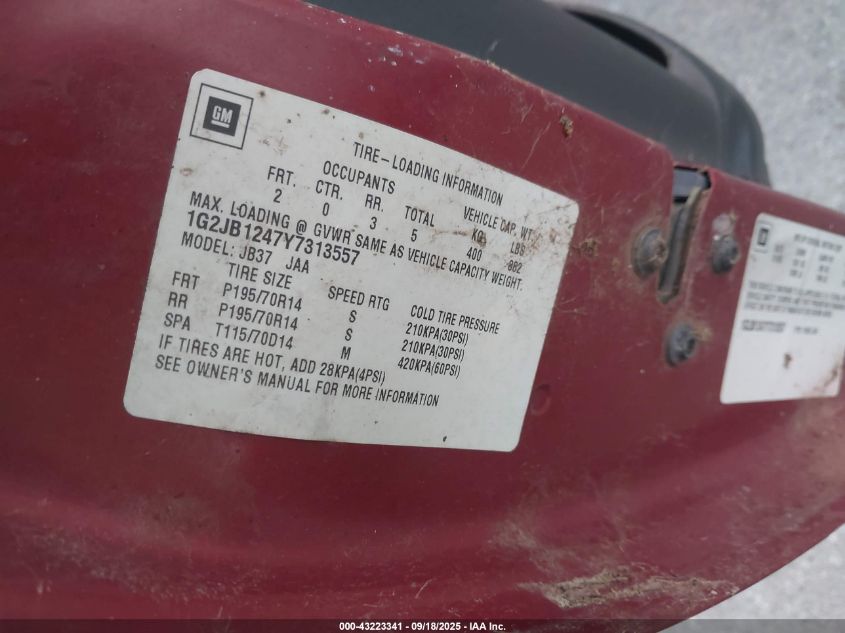 GM
TIRE-LOADING INFORMATION
OCCUPANTS VEHICLE CAP. WT.
FRT. CTR. RR. TOTAL KG LBS
2 0 3 5 400 882
MAX. LOADING @ GVWR SAME AS VEHICLE CAPACITY WEIGHT.
1G2JB1247Y7313557
MODEL: JB37 JAA
TIRE SIZE SPEED RTG COLD TIRE PRESSURE
FRT P195/70R14 S 210KPA(30PSI)
RR P195/70R14 S 210KPA(30PSI)
SPA T115/70D14 M 420KPA(60PSI)
IF TIRES ARE HOT, ADD 28KPA(4PSI)
SEE OWNER'S MANUAL FOR MORE INFORMATION
GM
000-43223341 - 09/18/2025 - IAA Inc.